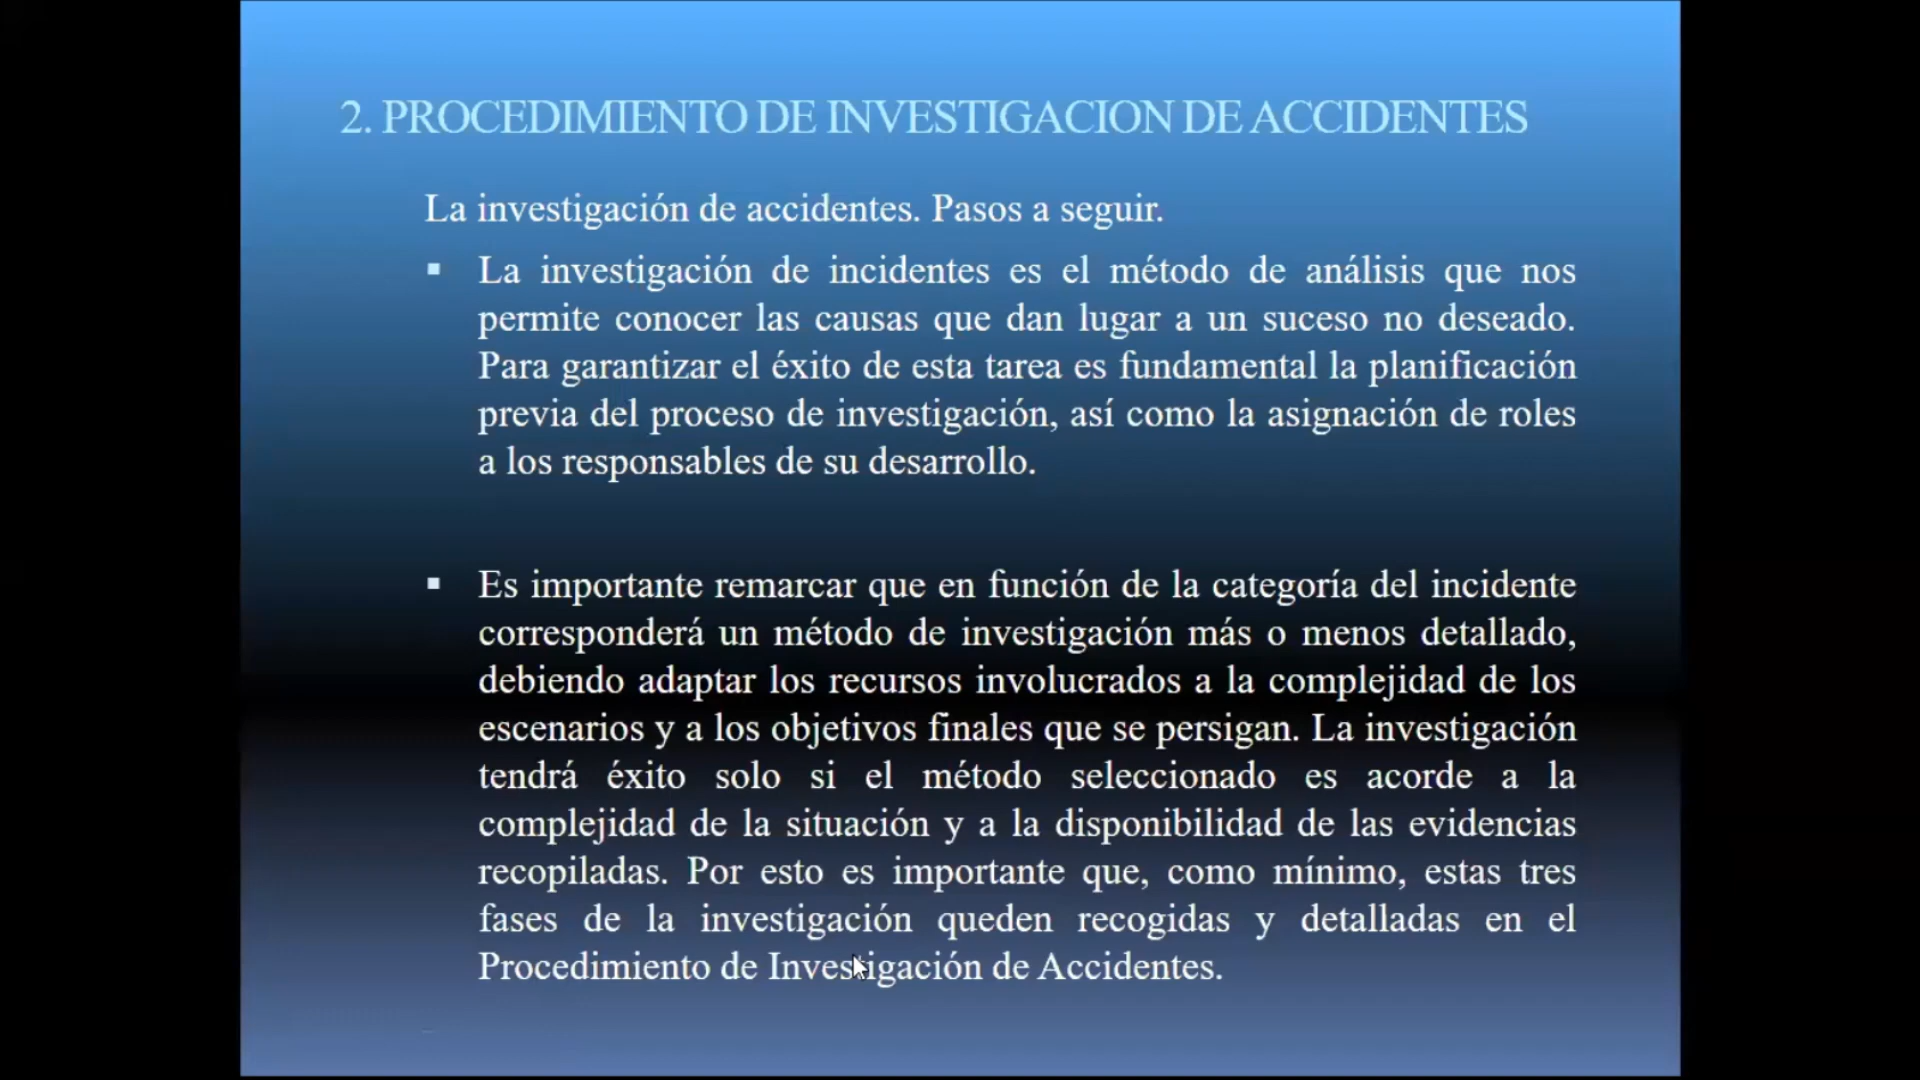 2. PROCEDIMIENTO DE INVESTIGACION DE ACCIDENTES
La investigación de accidentes. Pasos a seguir.
▪ La investigación de incidentes es el método de análisis que nos
permite conocer las causas que dan lugar a un suceso no deseado.
Para garantizar el éxito de esta tarea es fundamental la planificación
previa del proceso de investigación, así como la asignación de roles
a los responsables de su desarrollo.
▪ Es importante remarcar que en función de la categoría del incidente
corresponderá un método de investigación más o menos detallado,
debiendo adaptar los recursos involucrados a la complejidad de los
escenarios y a los objetivos finales que se persigan. La investigación
tendrá éxito solo si el método seleccionado es acorde a la
complejidad de la situación y a la disponibilidad de las evidencias
recopiladas. Por esto es importante que, como mínimo, estas tres
fases de la investigación queden recogidas y detalladas en el
Procedimiento de Investigación de Accidentes.